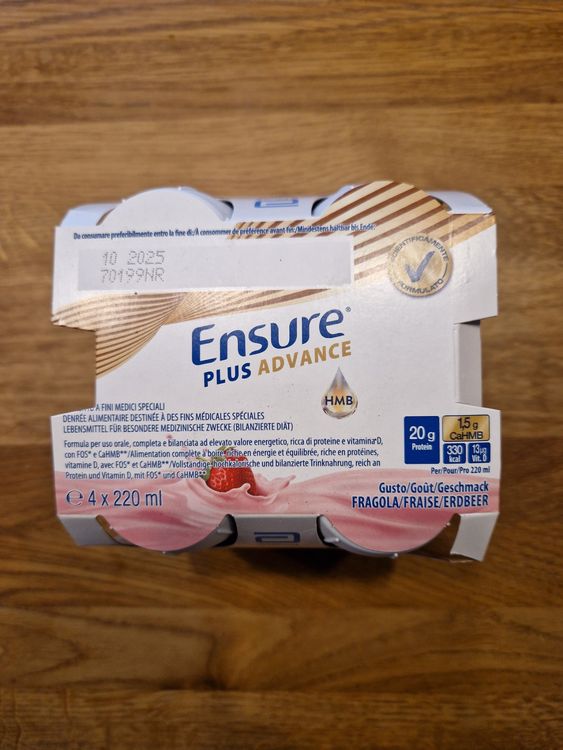 Da consumare preferibilmente entro la fine di:/À consommer de préférence avant fin:/Mindestens haltbar bis Ende:
10 2025
70199NR
SCIENTIFICAMENTE
FORMULATO
Ensure®
PLUS ADVANCE
HMB
A FINI MEDICI SPECIALI
DENRÉE ALIMENTAIRE DESTINÉE À DES FINS MÉDICALES SPÉCIALES
LEBENSMITTEL FÜR BESONDERE MEDIZINISCHE ZWECKE (BILANZIERTE DIÄT)
Formula per uso orale, completa e bilanciata ad elevato valore energetico, ricca di proteine e vitamina D,
con FOS* e CaHMB**/Alimentation complète à boire, riche en énergie et équilibrée, riche en protéines,
vitamine D, avec FOS* et CaHMB**/Vollständige, hochkalorische und bilanzierte Trinknahrung, reich an
Protein und Vitamin D, mit FOS* und CaHMB**
℮ 4 x 220 ml
20 g
Protein
1,5 g
CaHMB
330
kcal
13µg
Vit. D
Per/Pour/Pro 220 ml
Gusto/Goût/Geschmack
FRAGOLA/FRAISE/ERDBEER